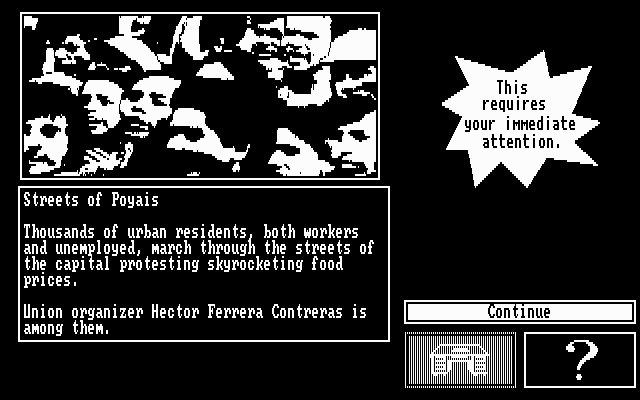 This
requires
your immediate
attention.
Streets of Poyais
Thousands of urban residents, both workers
and unemployed, march through the streets of
the capital protesting skyrocketing food
prices.
Union organizer Hector Ferrera Contreras is
among them.
Continue
?